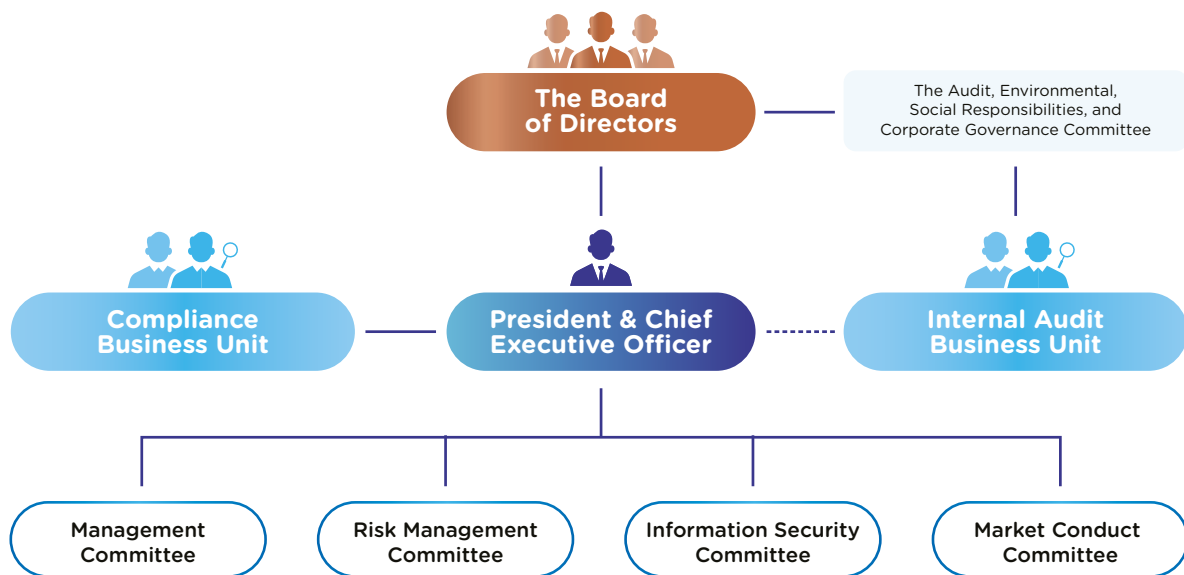 The Board
of Directors
The Audit, Environmental,
Social Responsibilities, and
Corporate Governance Committee
Compliance
Business Unit
President & Chief
Executive Officer
Internal Audit
Business Unit
Management
Committee
Risk Management
Committee
Information Security
Committee
Market Conduct
Committee